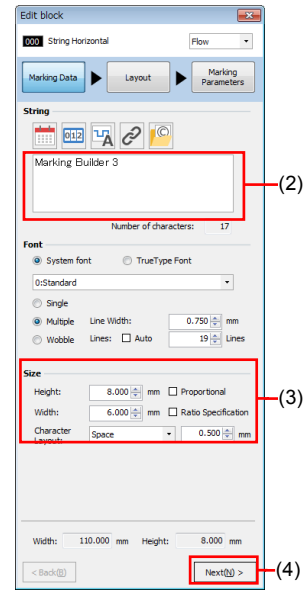 Edit block
000 String Horizontal Flow
Marking Data Layout Marking Parameters
String
012 A ©
Marking Builder 3
(2)
Number of characters: 17
Font
System font TrueType Font
0:Standard
Single
Multiple Line Width: 0.750 mm
Wobble Lines: Auto 19 Lines
Size
Height: 8.000 mm Proportional
(3)
Width: 6.000 mm Ratio Specification
Character Layout: Space 0.500 mm
Width: 110.000 mm Height: 8.000 mm
< Back(B) Next(N) >
(4)